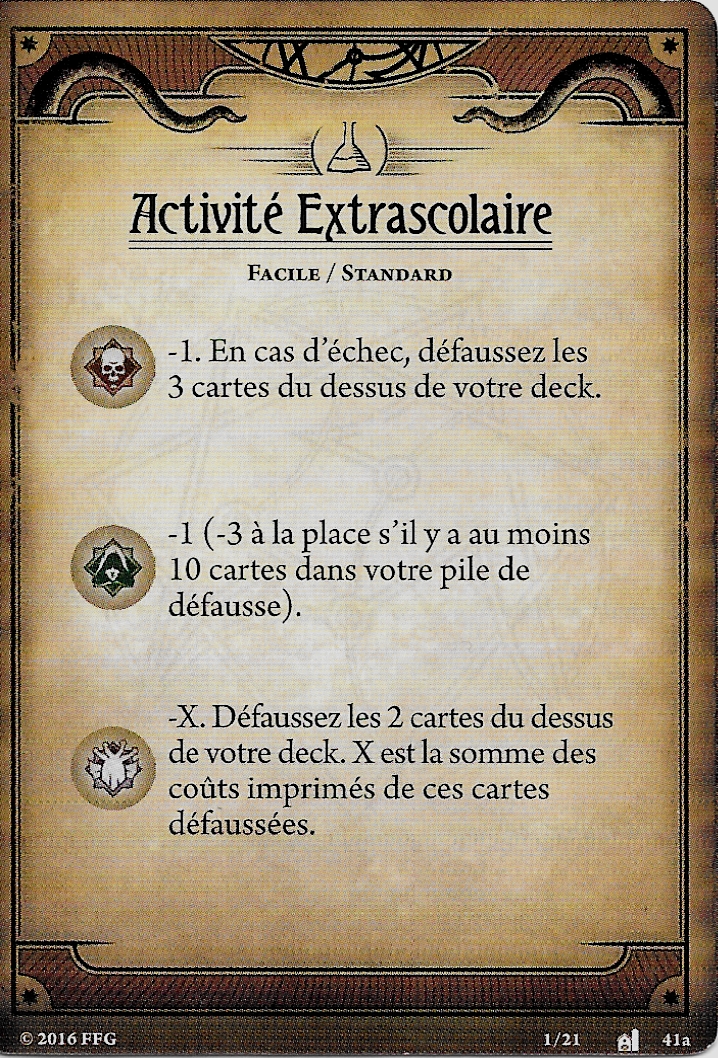 Activité Extrascolaire
Facile / Standard
-1. En cas d'échec, défaussez les
3 cartes du dessus de votre deck.
-1 (-3 à la place s'il y a au moins
10 cartes dans votre pile de
défausse).
-X. Défaussez les 2 cartes du dessus
de votre deck. X est la somme des
coûts imprimés de ces cartes
défaussées.
© 2016 FFG 1/21 41a